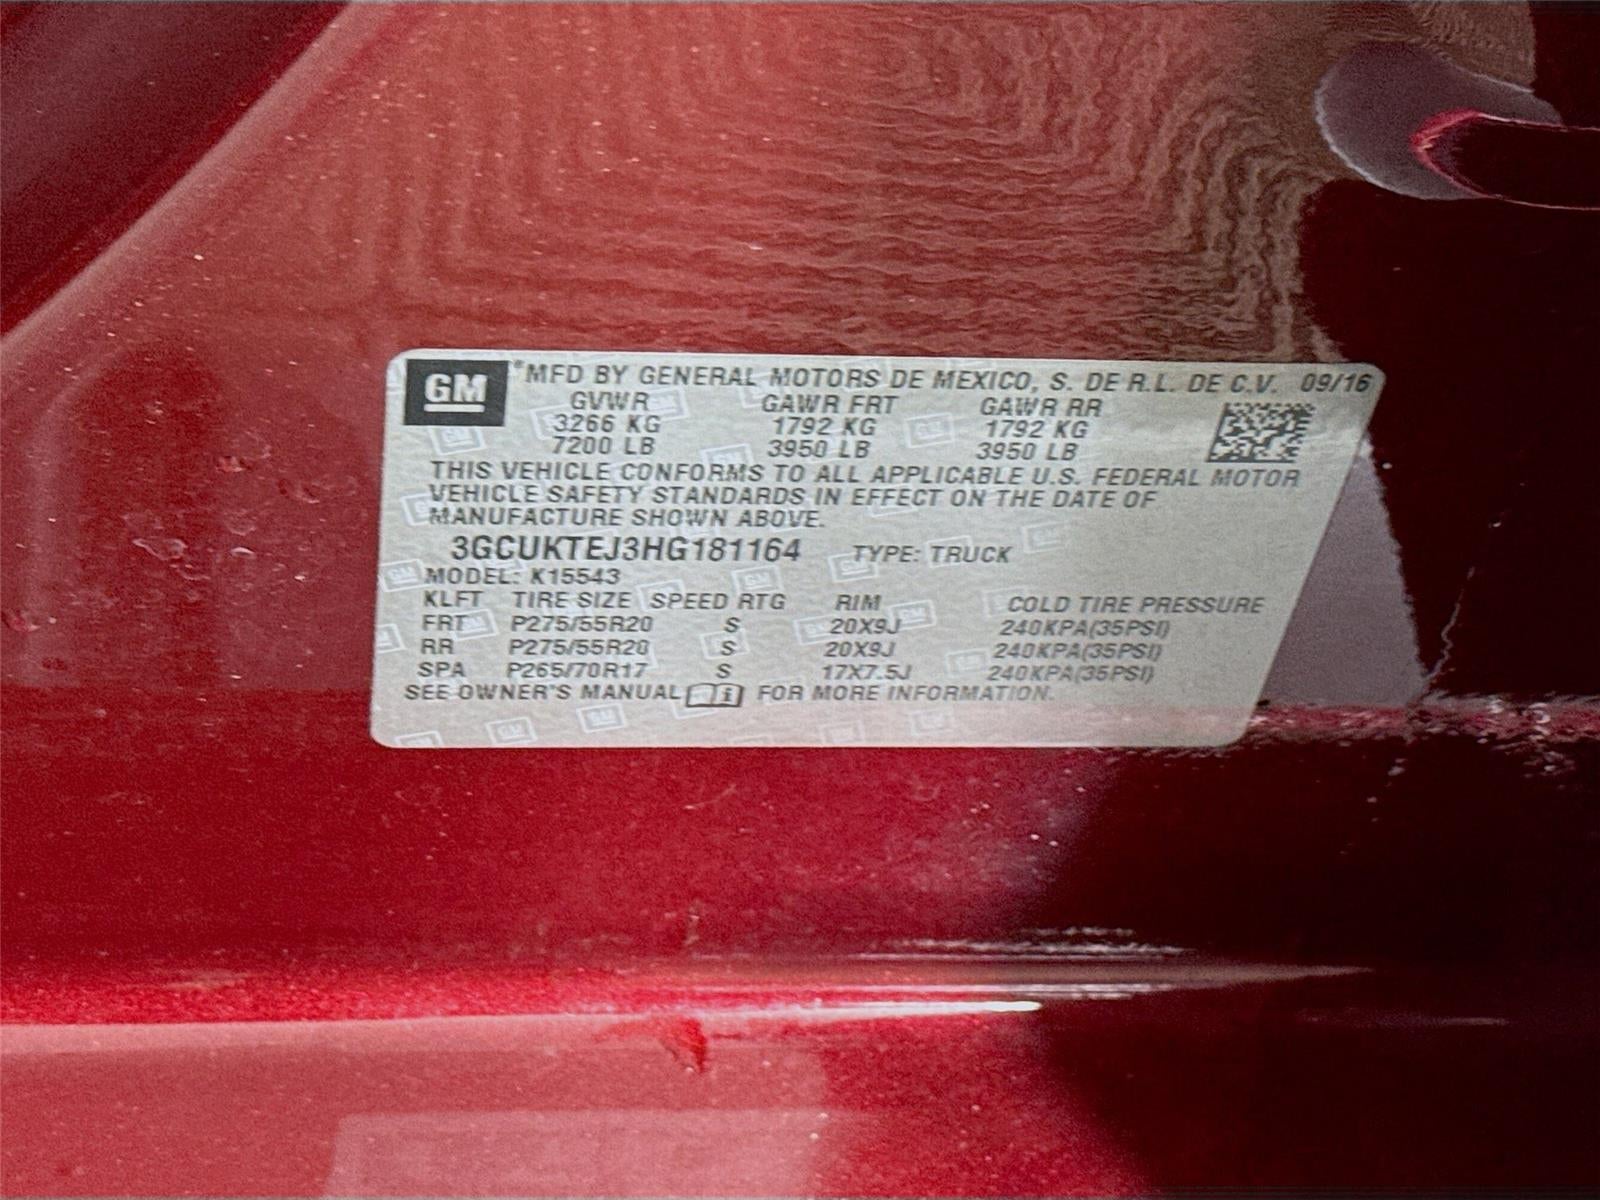 GM *MFD BY GENERAL MOTORS DE MEXICO, S. DE R.L. DE C.V. 09/16
GVWR GAWR FRT GAWR RR
3266 KG 1792 KG 1792 KG
7200 LB 3950 LB 3950 LB
THIS VEHICLE CONFORMS TO ALL APPLICABLE U.S. FEDERAL MOTOR
VEHICLE SAFETY STANDARDS IN EFFECT ON THE DATE OF
MANUFACTURE SHOWN ABOVE.
3GCUKTEJ3HG181164 TYPE: TRUCK
MODEL: K15543
KLFT TIRE SIZE SPEED RTG RIM COLD TIRE PRESSURE
FRT P275/55R20 S 20X9J 240KPA(35PSI)
RR P275/55R20 S 20X9J 240KPA(35PSI)
SPA P265/70R17 S 17X7.5J 240KPA(35PSI)
SEE OWNER'S MANUAL FOR MORE INFORMATION.